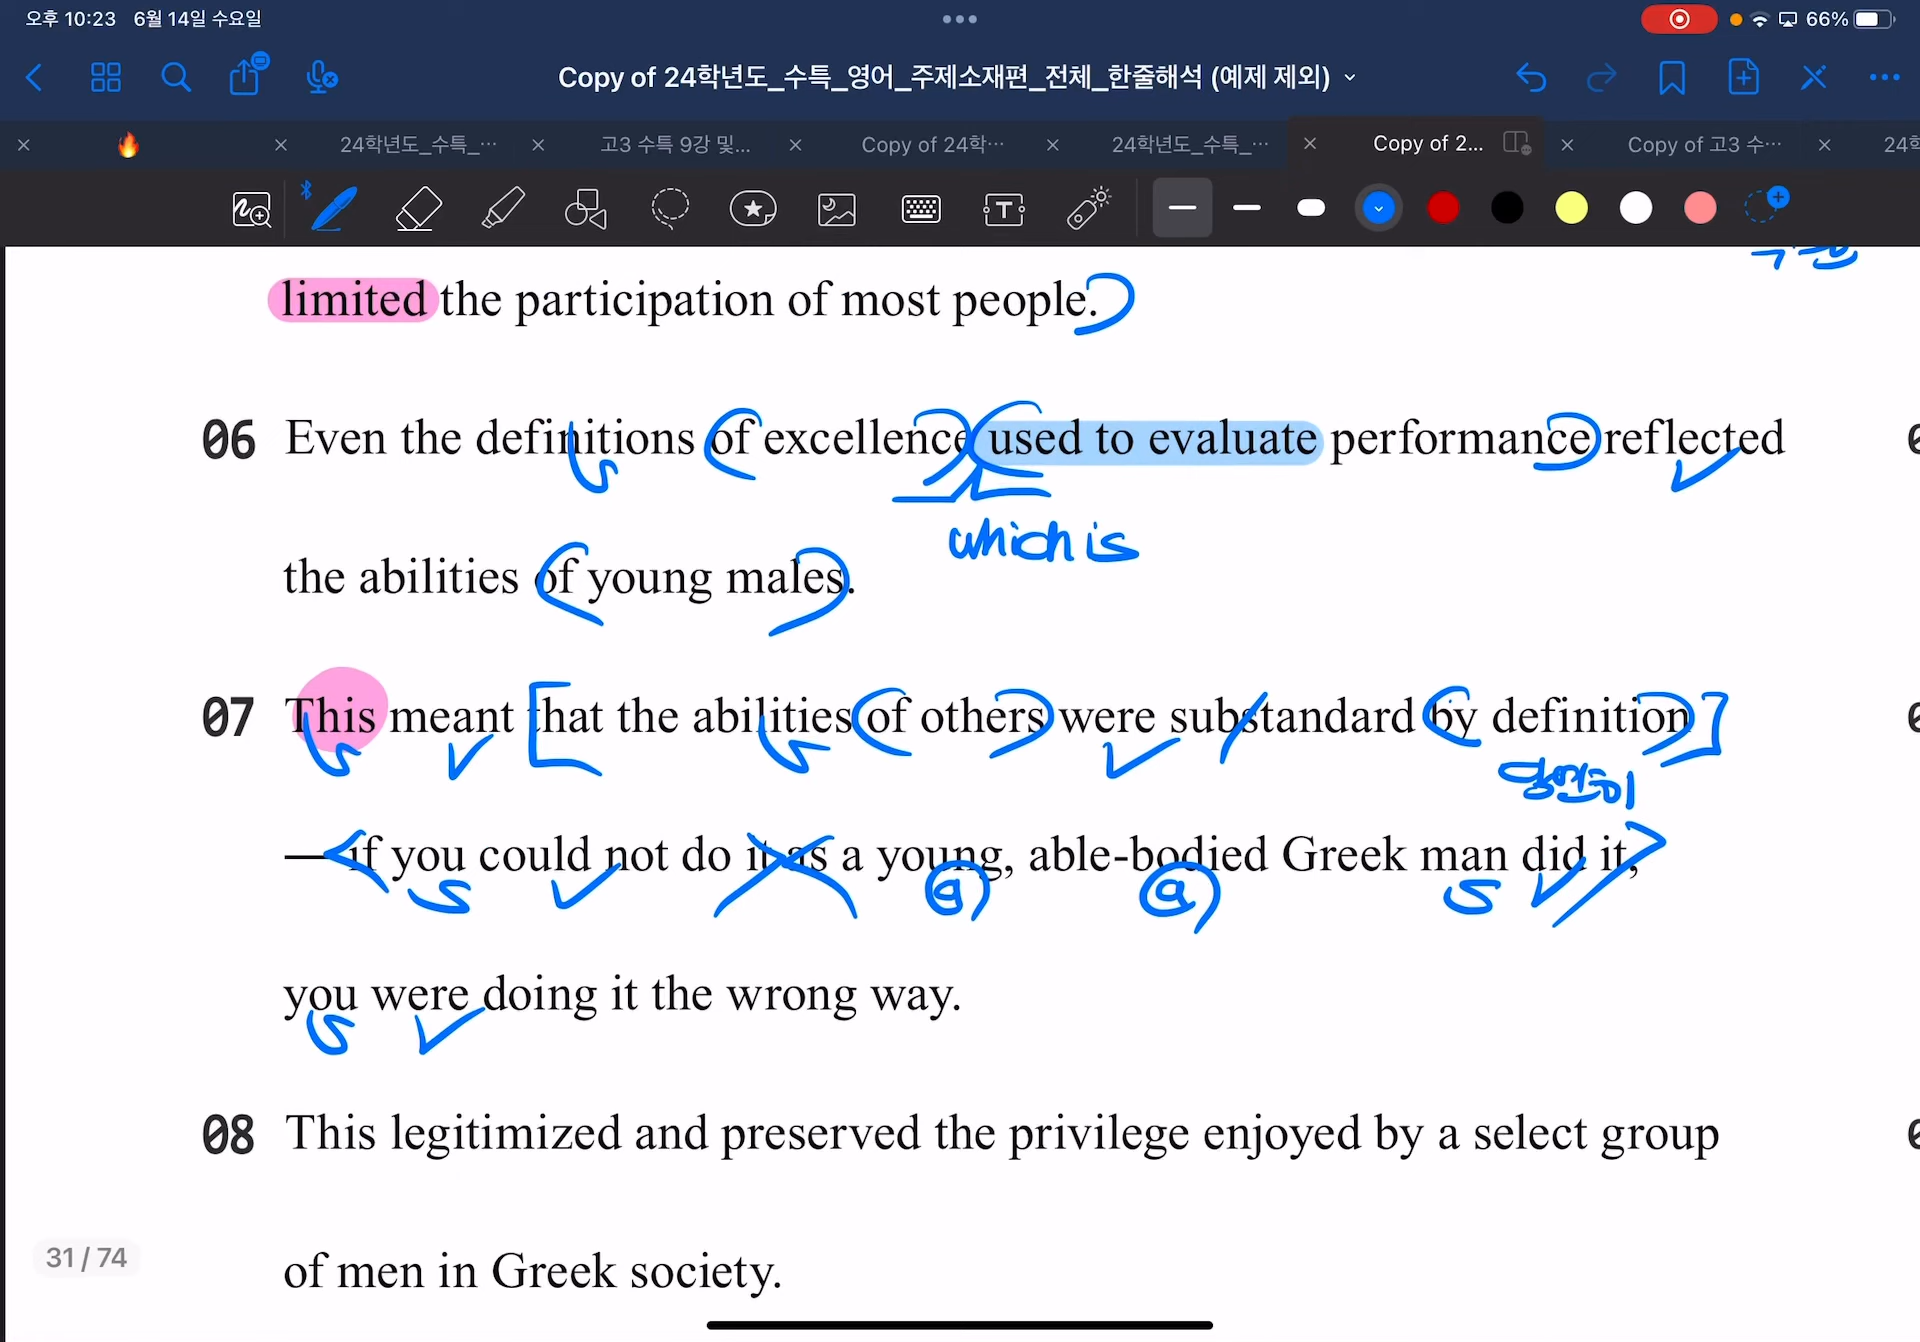 오후 10:23 6월 14일 수요일
66%
Copy of 24학년도_수특_영어_주제소재편_전체_한줄해석 (예제 제외)
24학년도_수특_…
고3 수특 9강 및...
Copy of 24학…
24학년도_수특_…
Copy of 2...
Copy of 고3 수…
limited the participation of most people.
06 Even the definitions of excellence used to evaluate performance reflected
which is
the abilities of young males.
07 This meant that the abilities of others were substandard by definition
당연히
—if you could not do it as a young, able-bodied Greek man did it,
you were doing it the wrong way.
08 This legitimized and preserved the privilege enjoyed by a select group
31 / 74
of men in Greek society.